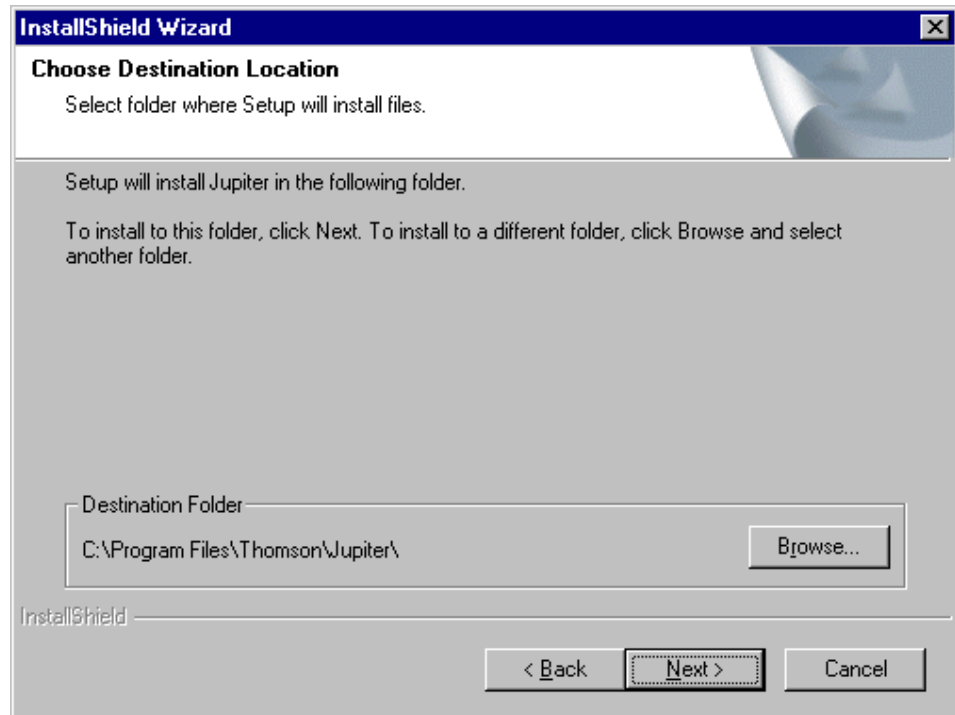 InstallShield Wizard
Choose Destination Location
Select folder where Setup will install files.
Setup will install Jupiter in the following folder.
To install to this folder, click Next. To install to a different folder, click Browse and select
another folder.
Destination Folder
C:\Program Files\Thomson\Jupiter\
Browse...
InstallShield
< Back
Next >
Cancel